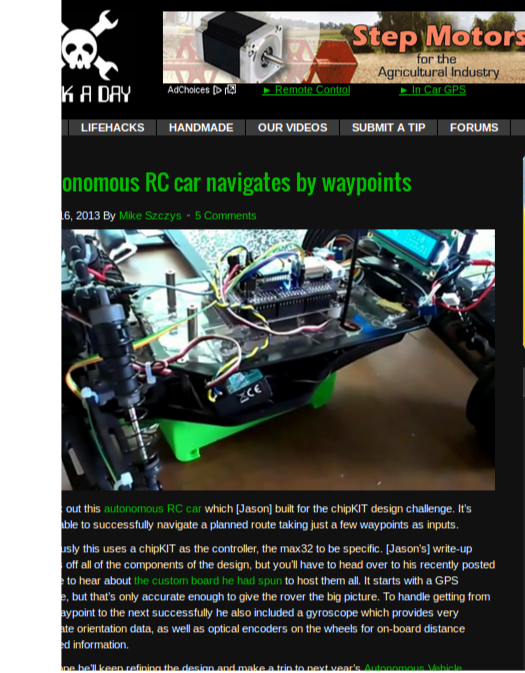 Step Motors
for the
Agricultural Industry
K A DAY
AdChoices
► Remote Control
► In Car GPS
LIFEHACKS
HANDMADE
OUR VIDEOS
SUBMIT A TIP
FORUMS
onomous RC car navigates by waypoints
16, 2013 By Mike Szczys - 5 Comments
out this autonomous RC car which [Jason] built for the chipKIT design challenge. It's
able to successfully navigate a planned route taking just a few waypoints as inputs.
usly this uses a chipKIT as the controller, the max32 to be specific. [Jason's] write-up
off all of the components of the design, but you'll have to head over to his recently posted
e to hear about the custom board he had spun to host them all. It starts with a GPS
e, but that's only accurate enough to give the rover the big picture. To handle getting from
aypoint to the next successfully he also included a gyroscope which provides very
ate orientation data, as well as optical encoders on the wheels for on-board distance
ed information.
ope he'll keep refining the design and make a trip to next year's Autonomous Vehicle